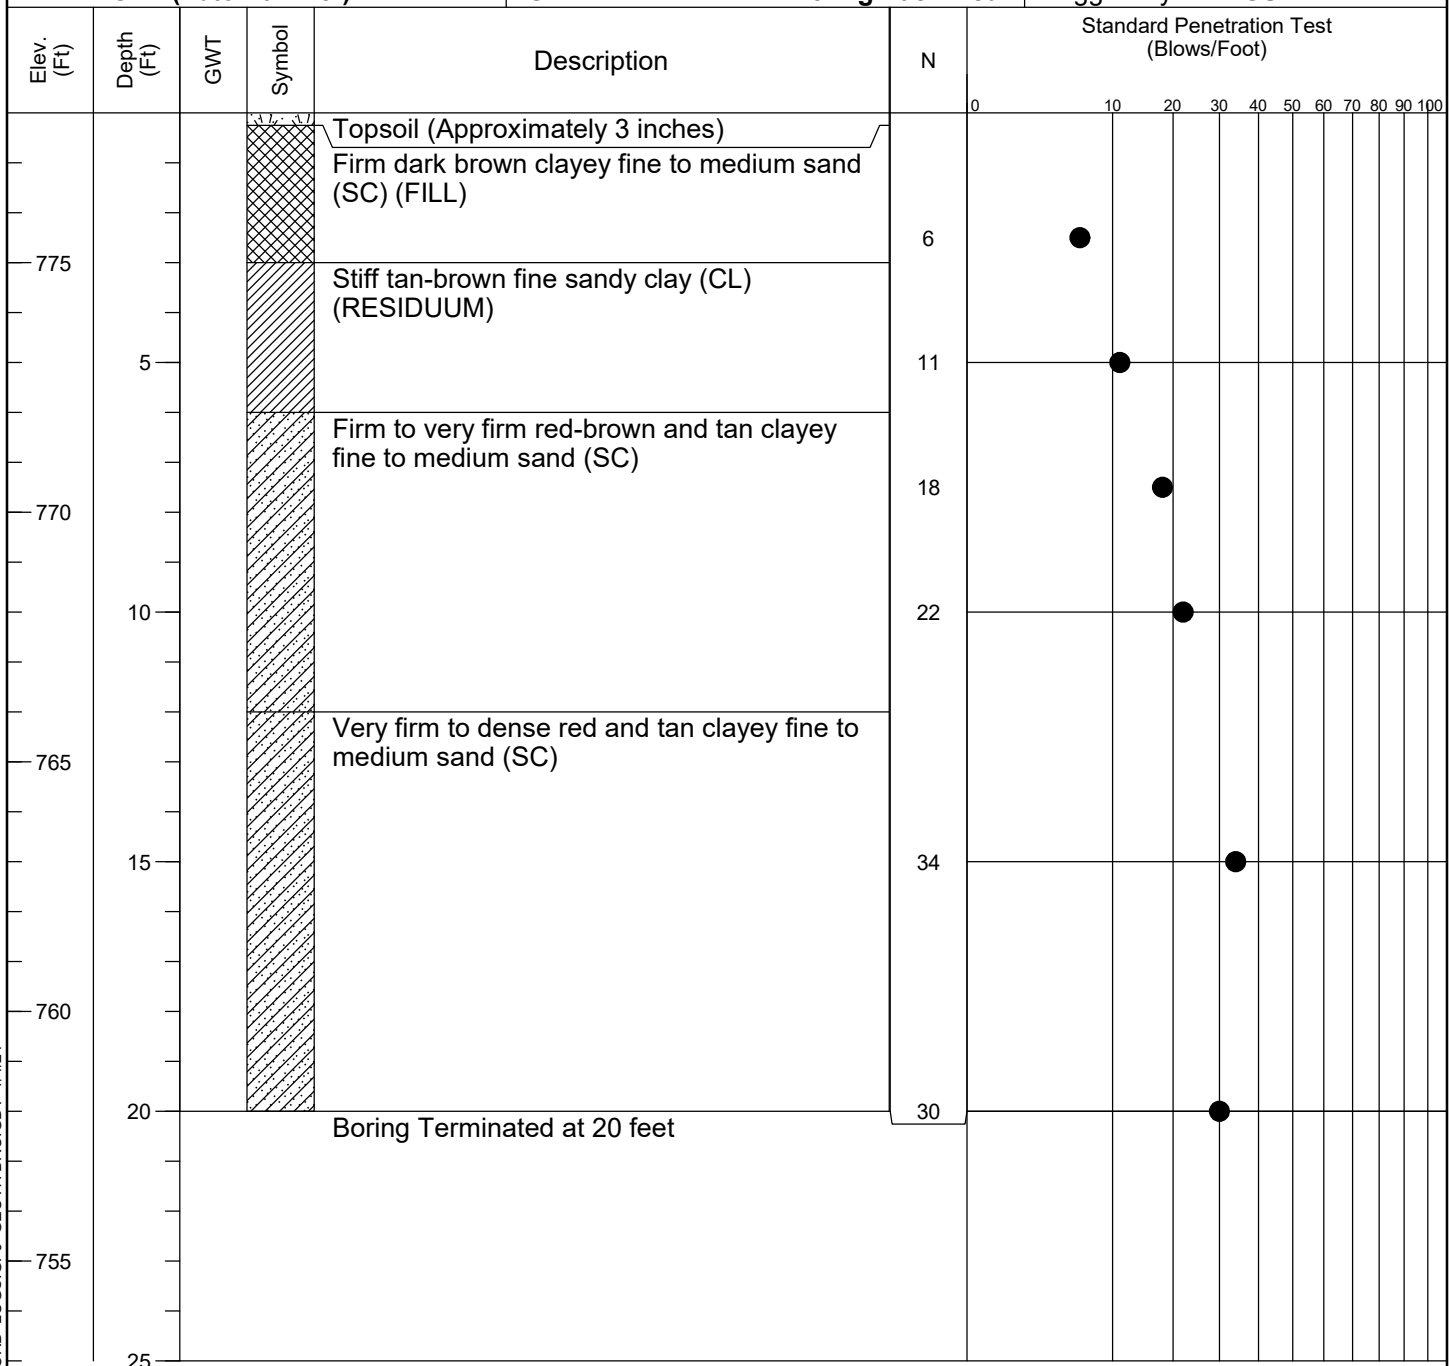 Elev.
(Ft)
Depth
(Ft)
GWT
Symbol
Description
N
Standard Penetration Test
(Blows/Foot)
0 10 20 30 40 50 60 70 80 90 100
Topsoil (Approximately 3 inches)
Firm dark brown clayey fine to medium sand
(SC) (FILL)
6
775
Stiff tan-brown fine sandy clay (CL)
(RESIDUUM)
5 11
Firm to very firm red-brown and tan clayey
fine to medium sand (SC)
18
770
10 22
Very firm to dense red and tan clayey fine to
medium sand (SC)
765
15 34
760
20 30
Boring Terminated at 20 feet
755
25